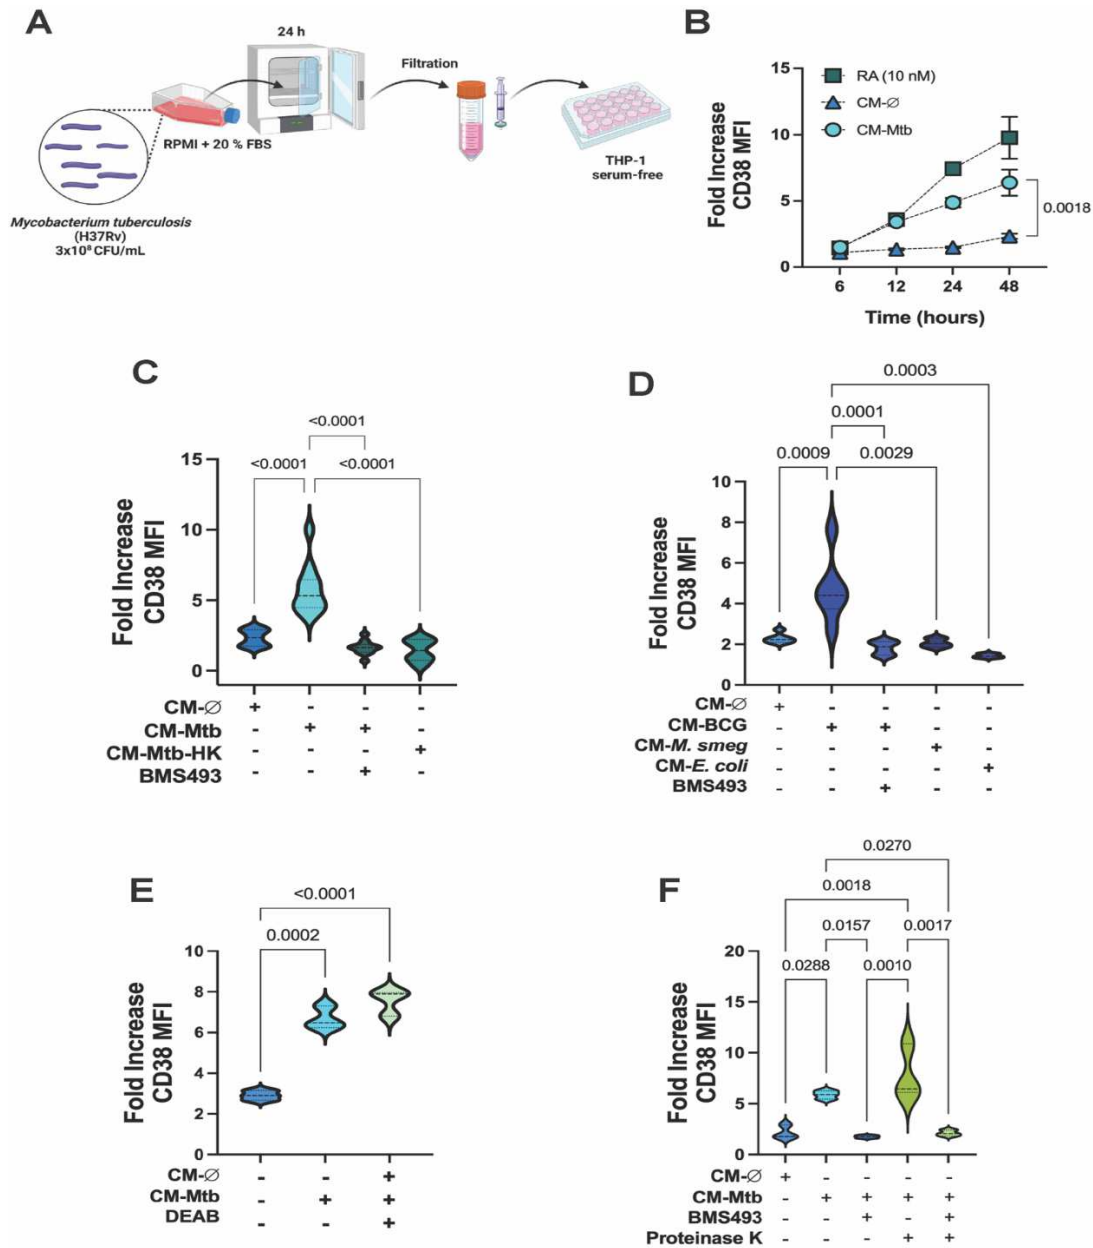 A
24 h
Filtration
RPMI + 20 % FBS
THP-1
serum-free
Mycobacterium tuberculosis
(H37Rv)
3x10⁸ CFU/mL
B
Fold Increase
CD38 MFI
15
10
5
0
RA (10 nM)
CM-∅
CM-Mtb
0.0018
6 12 24 48
Time (hours)
C
<0.0001
<0.0001 <0.0001
Fold Increase
CD38 MFI
15
10
5
0
CM-∅ + - - -
CM-Mtb - + + -
CM-Mtb-HK - - - +
BMS493 - - + -
D
0.0003
0.0001
0.0009 0.0029
Fold Increase
CD38 MFI
10
8
6
4
2
0
CM-∅ + - - - -
CM-BCG - + + - -
CM-M. smeg - - - + -
CM-E. coli - - - - +
BMS493 - - + - -
E
<0.0001
0.0002
Fold Increase
CD38 MFI
10
8
6
4
2
0
CM-∅ - - +
CM-Mtb - + +
DEAB - - +
F
0.0270
0.0018
0.0157 0.0017
0.0288 0.0010
Fold Increase
CD38 MFI
20
15
10
5
0
CM-∅ + - - - -
CM-Mtb - + + + +
BMS493 - - + - +
Proteinase K - - - + +